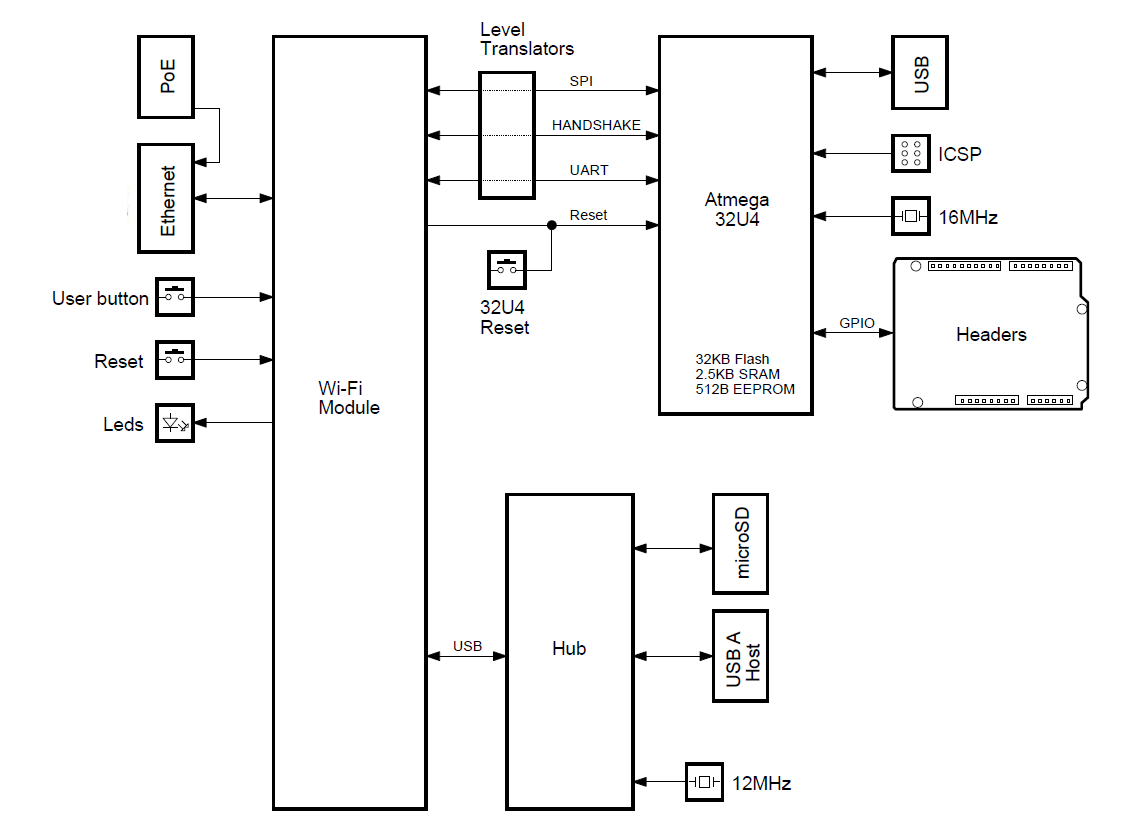 Level
Translators
PoE
SPI
USB
HANDSHAKE
ICSP
UART
Ethernet
Atmega
32U4
Reset
16MHz
User button
32U4
Reset
GPIO
Headers
Reset
32KB Flash
2.5KB SRAM
512B EEPROM
Wi-Fi
Module
Leds
microSD
USB
Hub
USB A
Host
12MHz